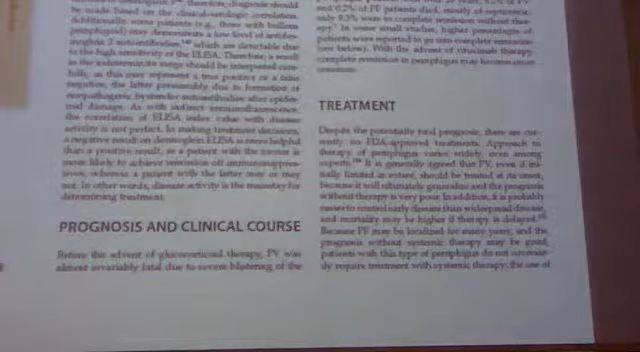 therefore, diagnosis should
be made based on the clinical-serologic correlation.
Additionally, some patients (e.g., those with bullous
pemphigoid) may demonstrate a low level of antides-
moglein 3 autoantibodies, which are detectable due
to the high sensitivity of the ELISA. Therefore, a result
in the indeterminate range should be interpreted care-
fully, as this may represent a true positive or a false
negative, the latter presumably due to formation of
nonpathogenic bystander autoantibodies after epider-
mal damage. As with indirect immunofluorescence,
the correlation of ELISA index value with disease
activity is not perfect. In making treatment decisions,
a negative result on desmoglein ELISA is more helpful
than a positive result, as a patient with the former is
more likely to achieve remission off immunosuppres-
sives, whereas a patient with the latter may or may
not. In other words, disease activity is the mainstay for
determining treatment.
PROGNOSIS AND CLINICAL COURSE
Before the advent of glucocorticoid therapy, PV was
almost invariably fatal due to severe blistering of the
and 0.2% of PF patients died, mostly of septicemia;
only 8.3% were in complete remission without ther-
apy. In some small studies, higher percentages of
patients were reported to go into complete remission
(see below). With the advent of rituximab therapy,
complete remission in pemphigus may become more
common.
TREATMENT
Despite the potentially fatal prognosis, there are cur-
rently no FDA-approved treatments. Approach to
therapy of pemphigus varies widely, even among
experts. It is generally agreed that PV, even if ini-
tially limited in extent, should be treated at its onset,
because it will ultimately generalize and the prognosis
without therapy is very poor. In addition, it is probably
easier to control early disease than widespread disease,
and mortality may be higher if therapy is delayed.
Because PF may be localized for many years, and the
prognosis without systemic therapy may be good,
patients with this type of pemphigus do not necessar-
ily require treatment with systemic therapy; the use of